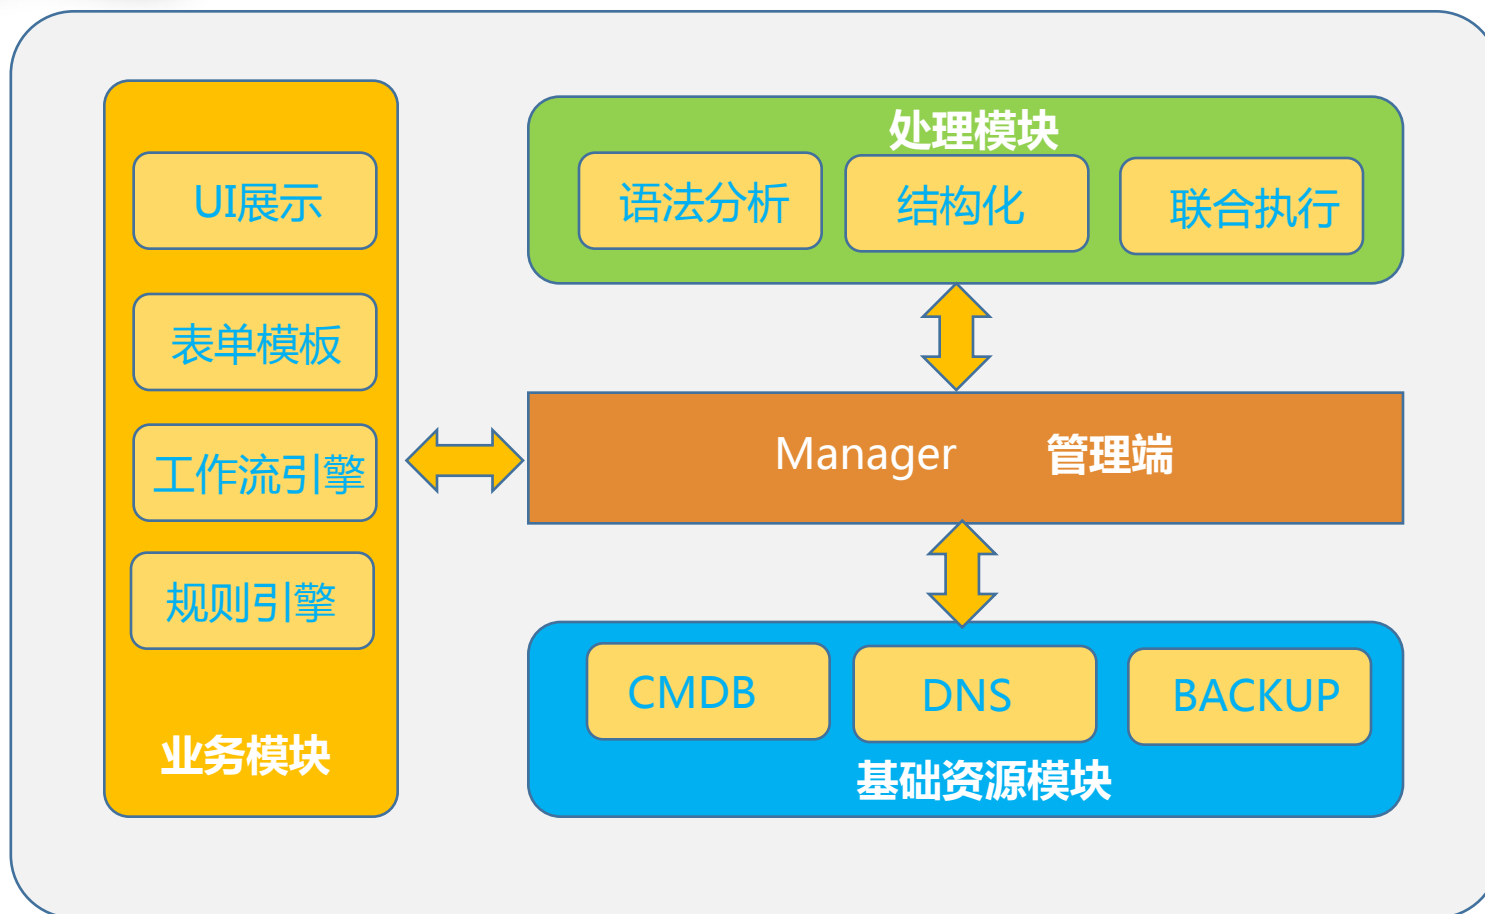 UI展示
表单模板
工作流引擎
规则引擎
业务模块
处理模块
语法分析
结构化
联合执行
Manager 管理端
CMDB
DNS
BACKUP
基础资源模块